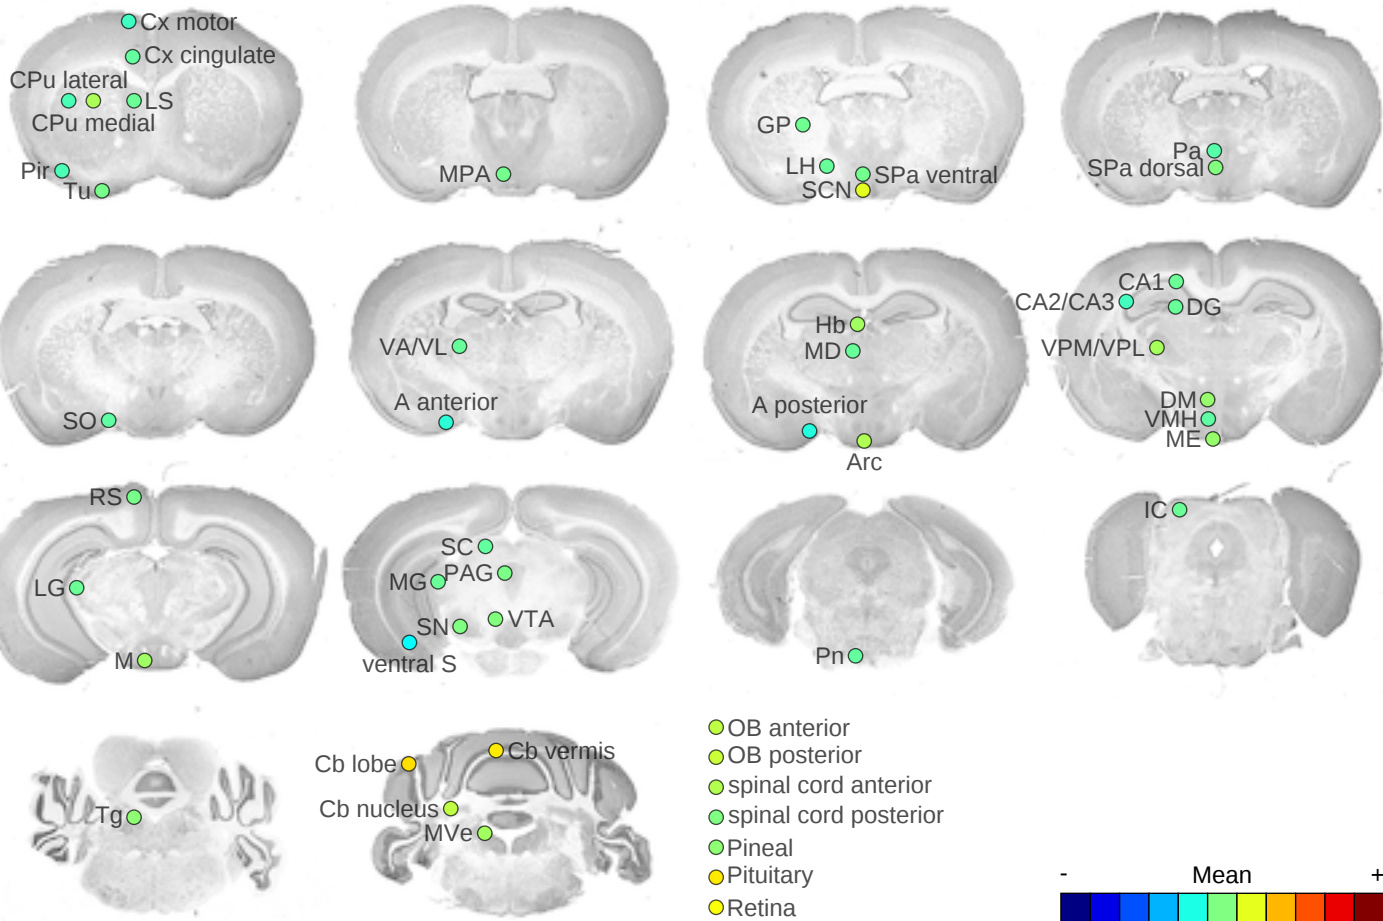 Cx motor
Cx cingulate
CPu lateral
LS
CPu medial
Pir
Tu
MPA
GP
LH
SPa ventral
SCN
Pa
SPa dorsal
SO
VA/VL
A anterior
Hb
MD
A posterior
Arc
CA1
CA2/CA3
DG
VPM/VPL
DM
VMH
ME
RS
LG
M
SC
MG
PAG
SN
VTA
ventral S
Pn
IC
Tg
Cb lobe
Cb vermis
Cb nucleus
MVe
OB anterior
OB posterior
spinal cord anterior
spinal cord posterior
Pineal
Pituitary
Retina
- Mean +